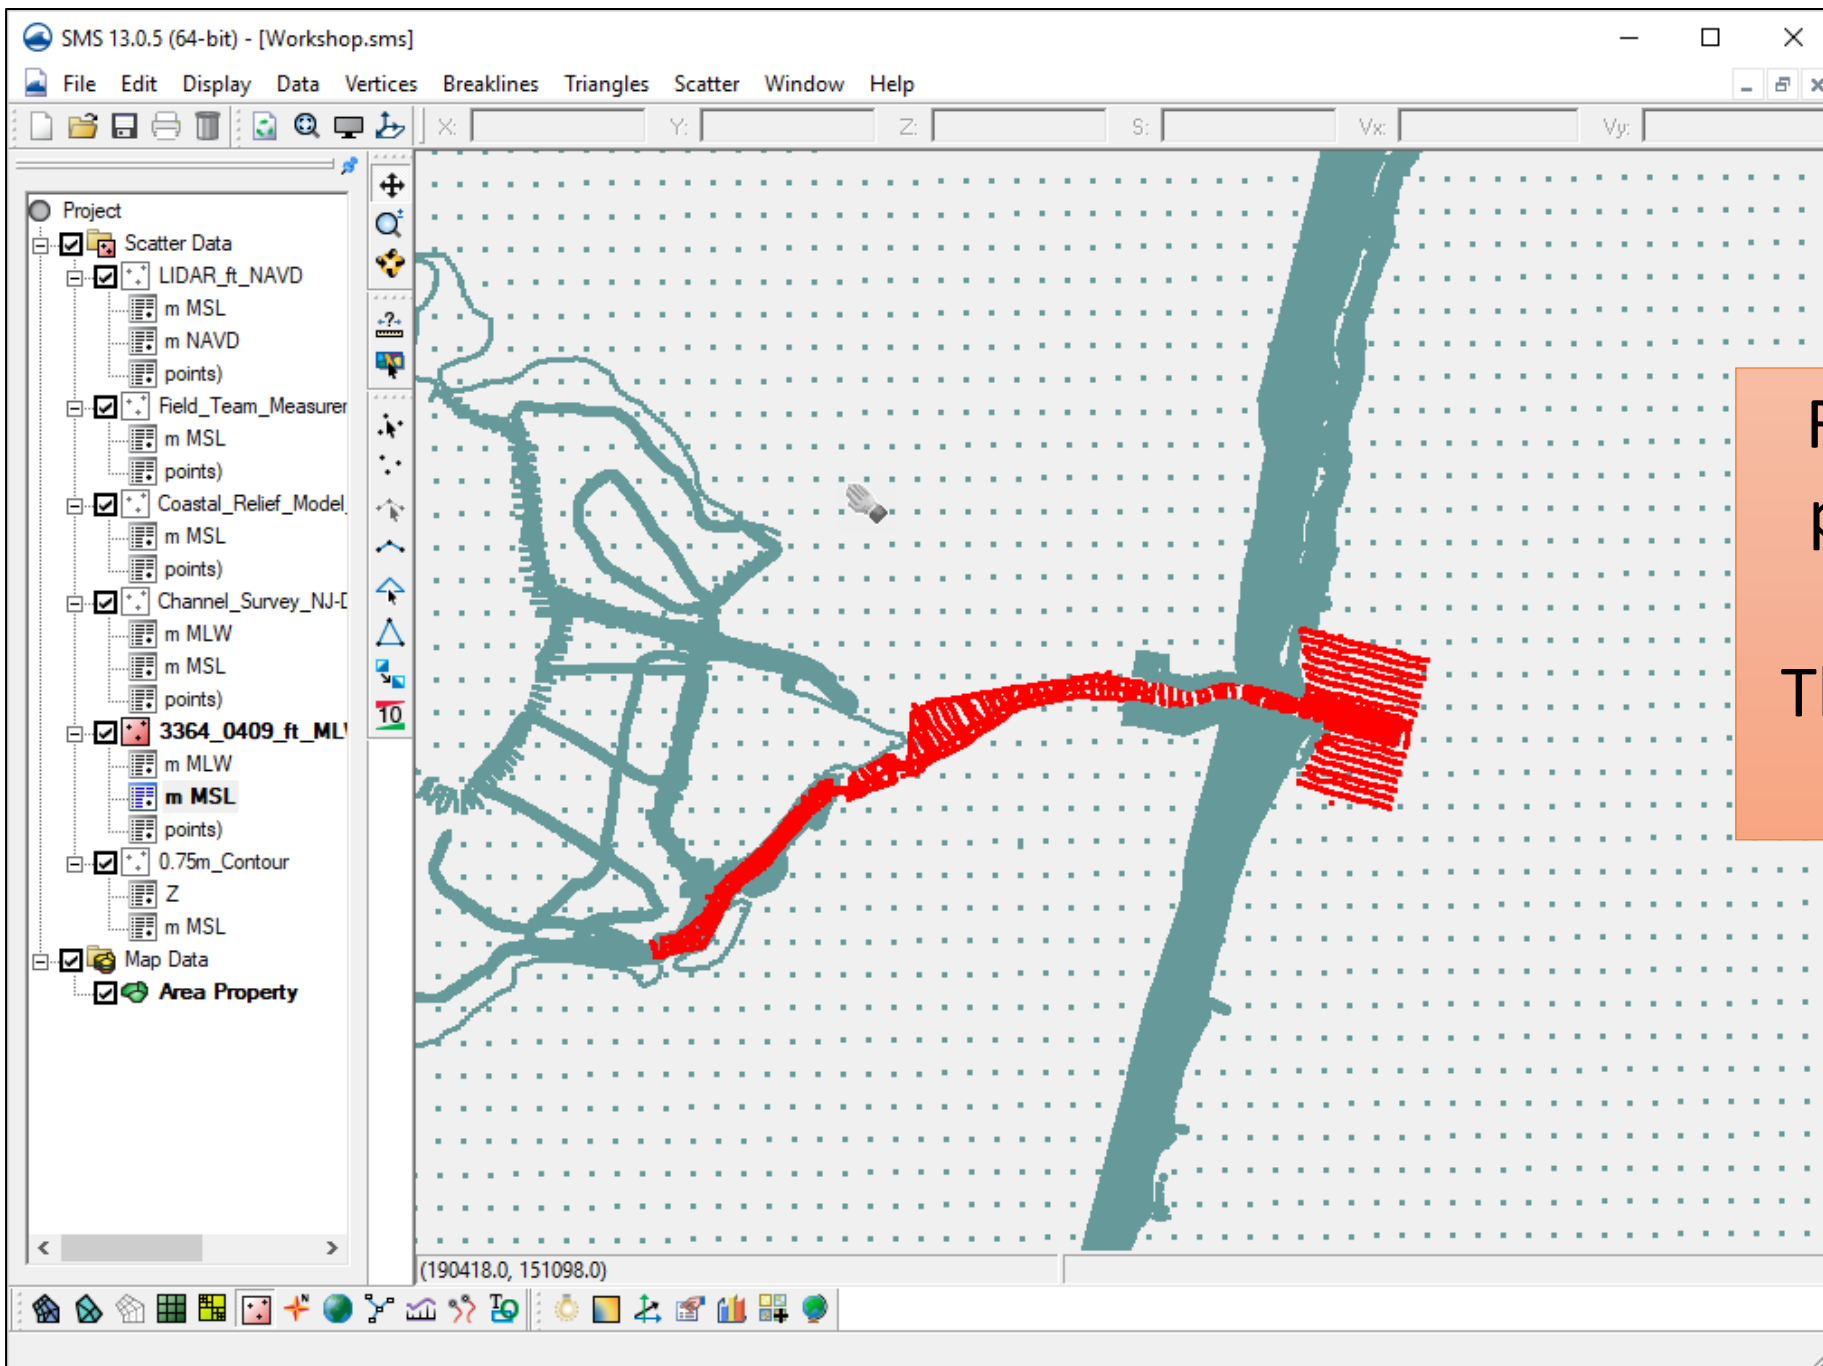 SMS 13.0.5 (64-bit) - [Workshop.sms]
File Edit Display Data Vertices Breaklines Triangles Scatter Window Help
X: Y: Z: S: Vx: Vy:
Project
Scatter Data
LIDAR_ft_NAVD
m MSL
m NAVD
points)
Field_Team_Measurer
m MSL
points)
Coastal_Relief_Model_
m MSL
points)
Channel_Survey_NJ-D
m MLW
m MSL
points)
3364_0409_ft_MLW
m MLW
m MSL
points)
0.75m_Contour
Z
m MSL
Map Data
Area Property
10
(190418.0, 151098.0)